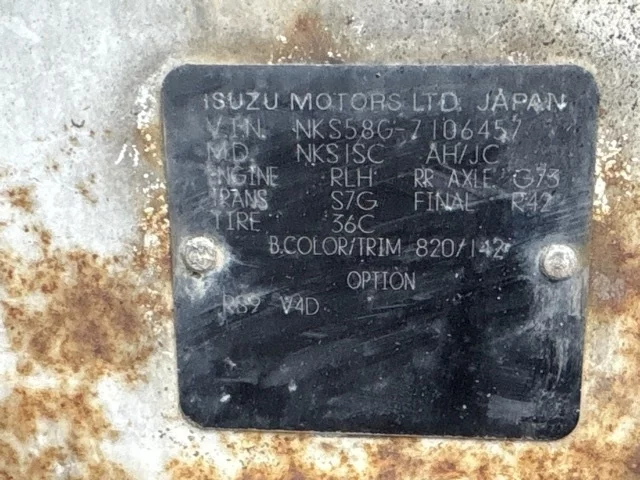 ISUZU MOTORS LTD. JAPAN
V.I.N. NKS58G-7106457
MD. NKS1SC AH/JC
ENGINE RLH RR AXLE G73
TRANS S7G FINAL R42
TIRE 36C
B.COLOR/TRIM 820/142
OPTION
R89 V4D